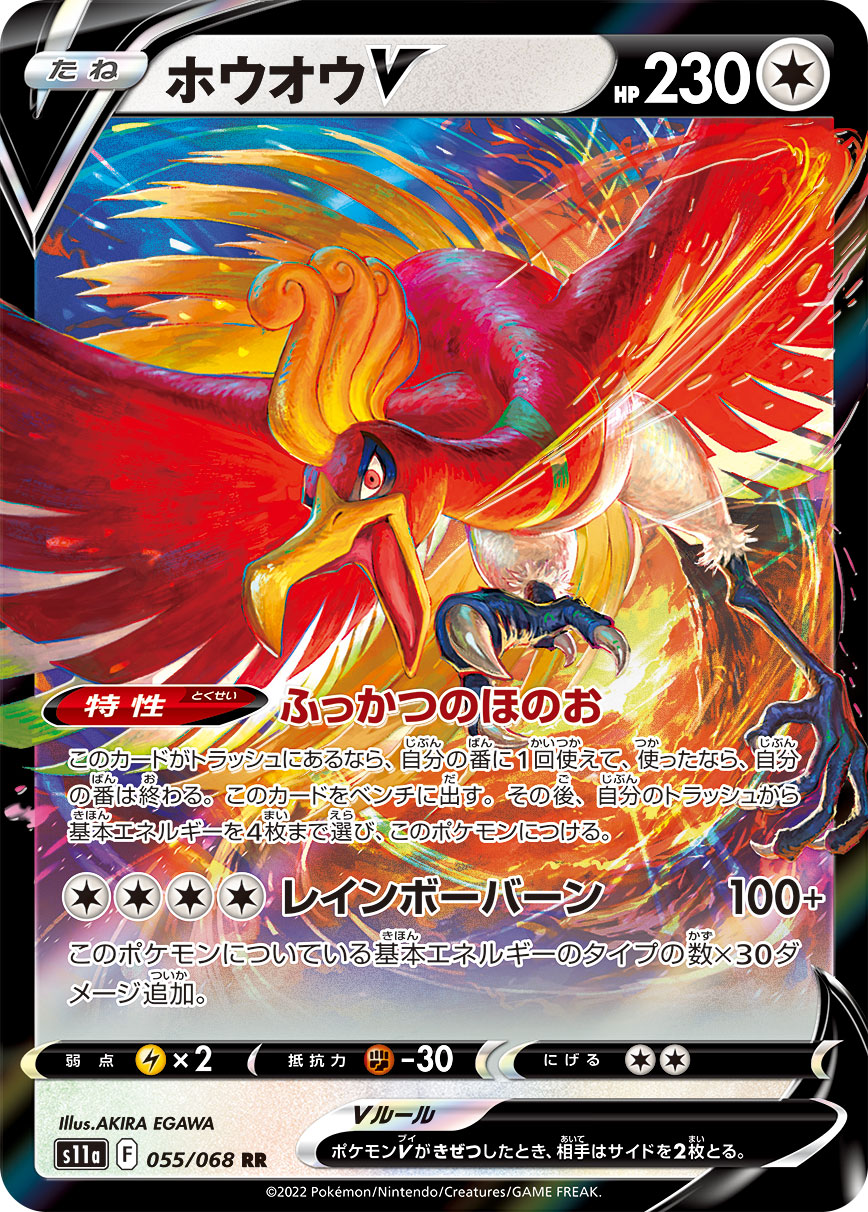 たね ホウオウV HP 230
特性 とくせい ふっかつのほのお
このカードがトラッシュにあるなら、自分の番に1回使えて、使ったなら、自分
の番は終わる。このカードをベンチに出す。その後、自分のトラッシュから
基本エネルギーを4枚まで選び、このポケモンにつける。
レインボーバーン 100+
このポケモンについている基本エネルギーのタイプの数×30ダ
メージ追加。
弱点 ×2 抵抗力 -30 にげる
Illus.AKIRA EGAWA
Vルール
ポケモンVがきぜつしたとき、相手はサイドを2枚とる。
s11a F 055/068 RR
©2022 Pokémon/Nintendo/Creatures/GAME FREAK.